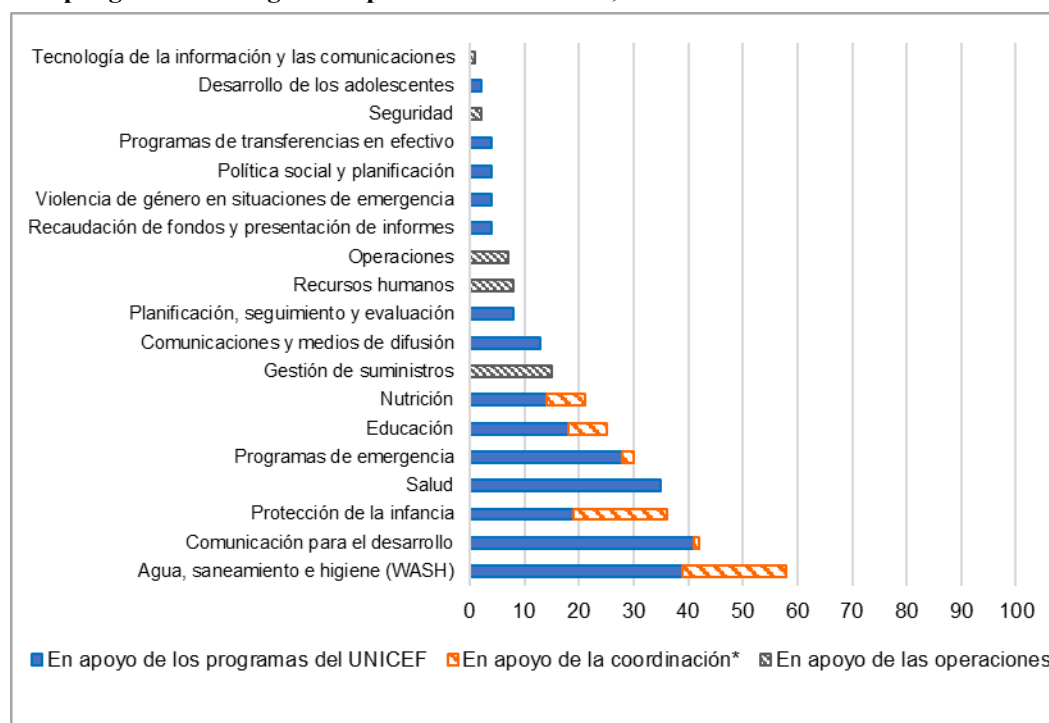 Tecnología de la información y las comunicaciones
Desarrollo de los adolescentes
Seguridad
Programas de transferencias en efectivo
Política social y planificación
Violencia de género en situaciones de emergencia
Recaudación de fondos y presentación de informes
Operaciones
Recursos humanos
Planificación, seguimiento y evaluación
Comunicaciones y medios de difusión
Gestión de suministros
Nutrición
Educación
Programas de emergencia
Salud
Protección de la infancia
Comunicación para el desarrollo
Agua, saneamiento e higiene (WASH)
0 10 20 30 40 50 60 70 80 90 100
En apoyo de los programas del UNICEF En apoyo de la coordinación* En apoyo de las operaciones